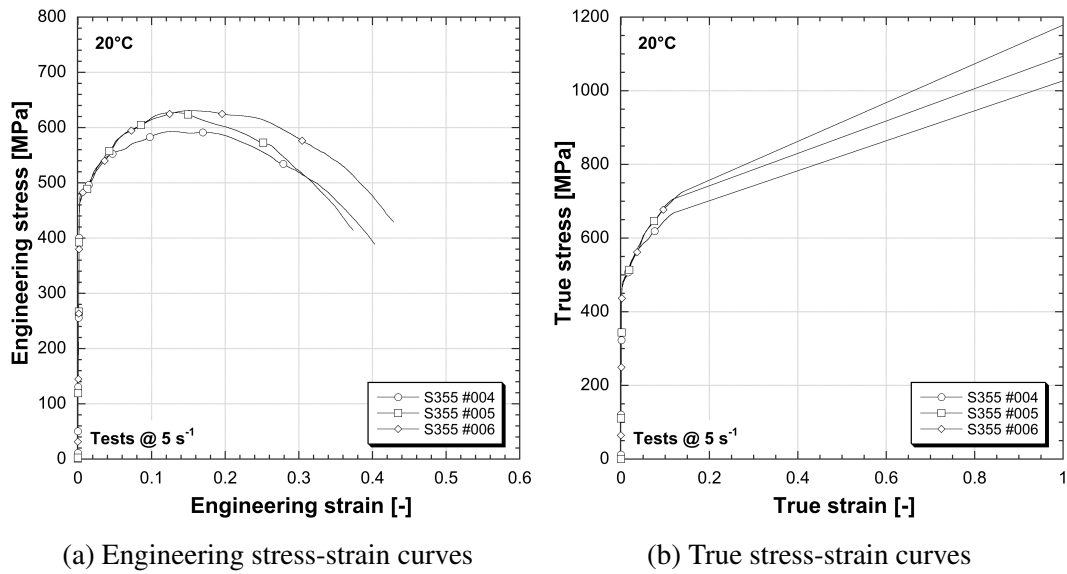 800
700
600
500
400
300
200
100
0
Engineering stress [MPa]
20°C
Tests @ 5 s⁻¹
S355 #004
S355 #005
S355 #006
0 0.1 0.2 0.3 0.4 0.5 0.6
Engineering strain [-]
(a) Engineering stress-strain curves
1200
1000
800
600
400
200
0
True stress [MPa]
20°C
Tests @ 5 s⁻¹
S355 #004
S355 #005
S355 #006
0 0.2 0.4 0.6 0.8 1
True strain [-]
(b) True stress-strain curves